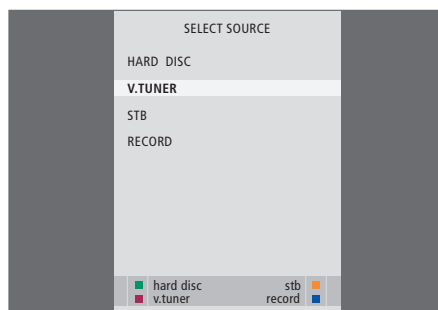 SELECT SOURCE
HARD DISC
V.TUNER
STB
RECORD
hard disc stb
v.tuner record